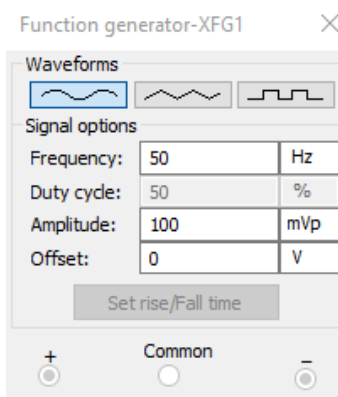 Function generator-XFG1
Waveforms
Signal options
Frequency: 50 Hz
Duty cycle: 50 %
Amplitude: 100 mVp
Offset: 0 V
Set rise/Fall time
+ Common −